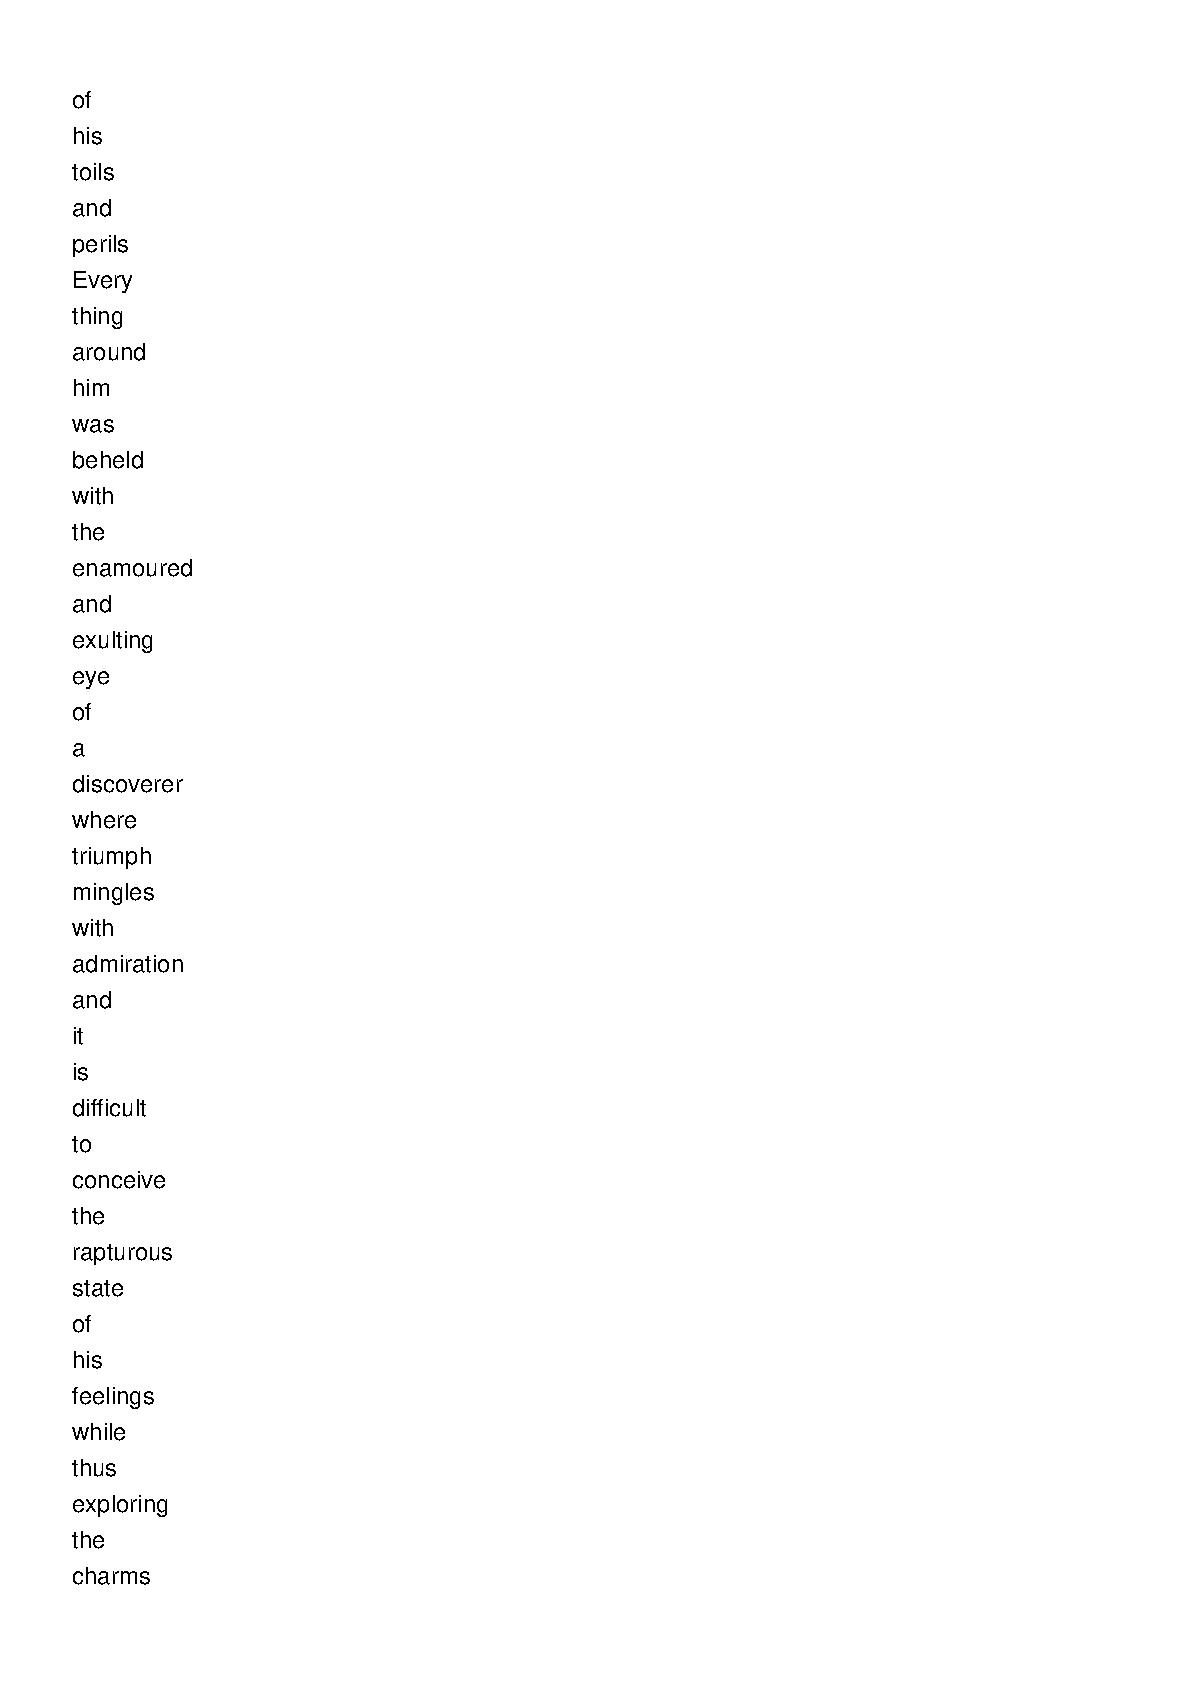 of
his
toils
and
perils
Every
thing
around
him
was
beheld
with
the
enamoured
and
exulting
eye
of
a
discoverer
where
triumph
mingles
with
admiration
and
it
is
difficult
to
conceive
the
rapturous
state
of
his
feelings
while
thus
exploring
the
charms